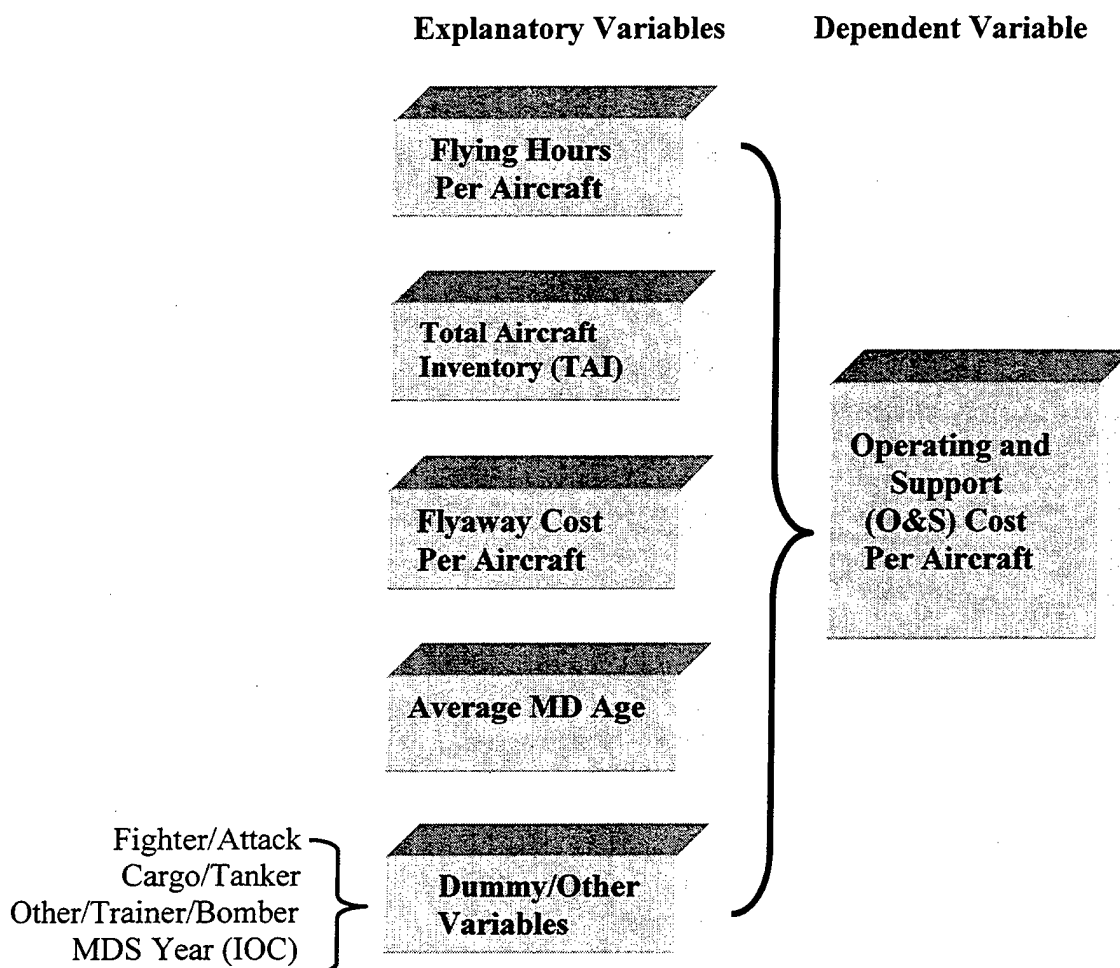 Explanatory Variables
Dependent Variable
Flying Hours
Per Aircraft
Total Aircraft
Inventory (TAI)
Flyaway Cost
Per Aircraft
Average MD Age
Fighter/Attack
Cargo/Tanker
Other/Trainer/Bomber
MDS Year (IOC)
Dummy/Other
Variables
Operating and
Support
(O&S) Cost
Per Aircraft